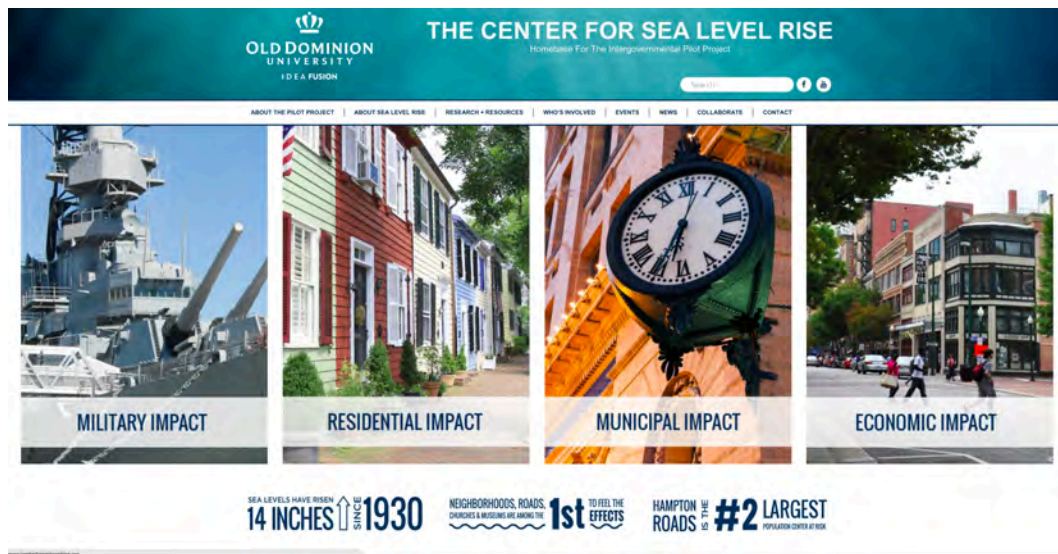 OLD DOMINION
UNIVERSITY
IDEA FUSION
THE CENTER FOR SEA LEVEL RISE
Homebase For The Intergovernmental Pilot Project
Search
ABOUT THE PILOT PROJECT | ABOUT SEA LEVEL RISE | RESEARCH + RESOURCES | WHO'S INVOLVED | EVENTS | NEWS | COLLABORATE | CONTACT
MILITARY IMPACT
RESIDENTIAL IMPACT
MUNICIPAL IMPACT
ECONOMIC IMPACT
SEA LEVELS HAVE RISEN
14 INCHES SINCE 1930
NEIGHBORHOODS, ROADS,
CHURCHES & MUSEUMS ARE AMONG THE 1st TO FEEL THE
EFFECTS
HAMPTON
ROADS IS THE #2 LARGEST
POPULATION CENTER AT RISK